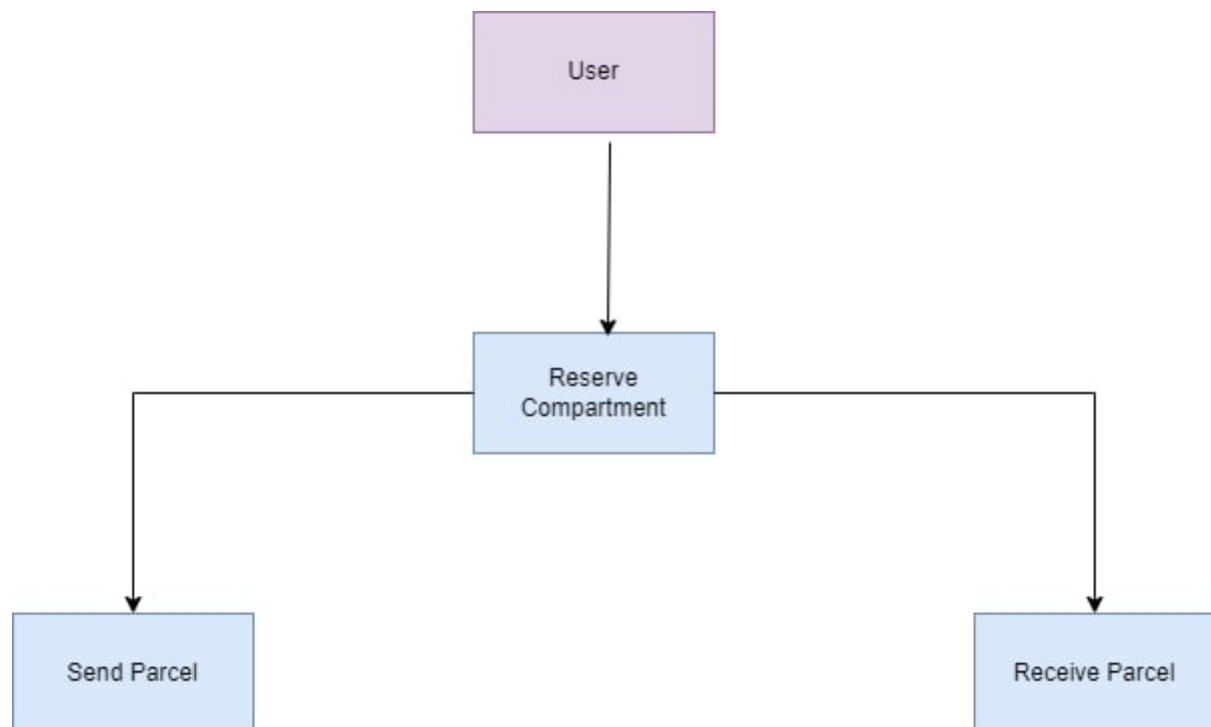 User
Reserve
Compartment
Send Parcel
Receive Parcel